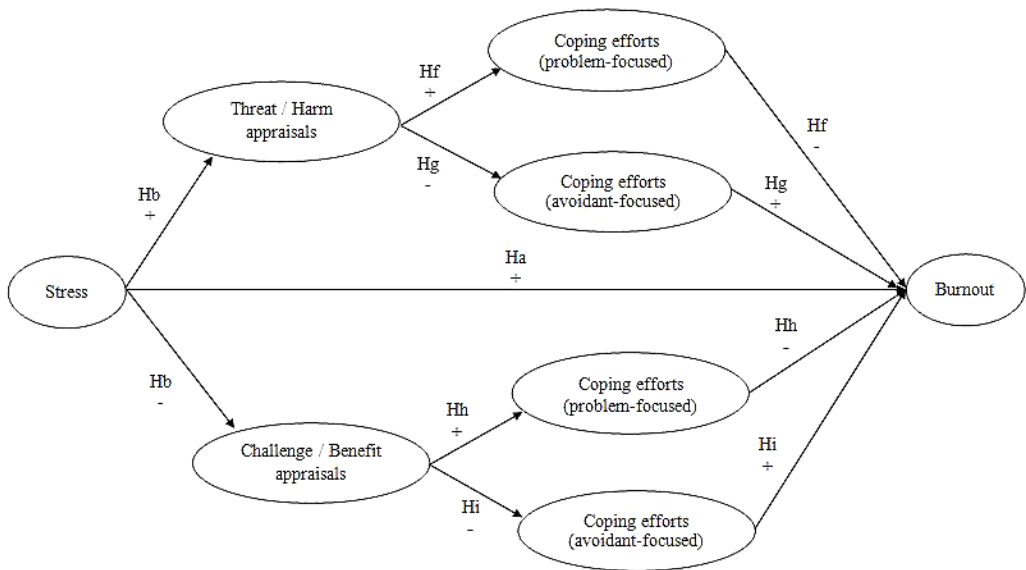 Coping efforts
(problem-focused)
Hf
+
Threat / Harm
appraisals
Hf
-
Hg
-
Coping efforts
(avoidant-focused)
Hg
+
Hb
+
Ha
+
Stress
Burnout
Hh
-
Hb
-
Coping efforts
(problem-focused)
Hh
+
Challenge / Benefit
appraisals
Hi
+
Hi
-
Coping efforts
(avoidant-focused)